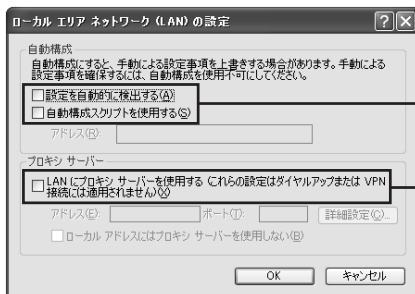 ローカル エリア ネットワーク (LAN) の設定
自動構成
自動構成にすると、手動による設定事項を上書きする場合があります。手動による
設定事項を確保するには、自動構成を使用不可にしてください。
設定を自動的に検出する(A)
自動構成スクリプトを使用する(S)
アドレス(R):
プロキシ サーバー
LAN にプロキシ サーバーを使用する (これらの設定はダイヤルアップまたは VPN
接続には適用されません)(X)
アドレス(E): ポート(T): 詳細設定(C)...
ローカル アドレスにはプロキシ サーバーを使用しない(B)
OK キャンセル